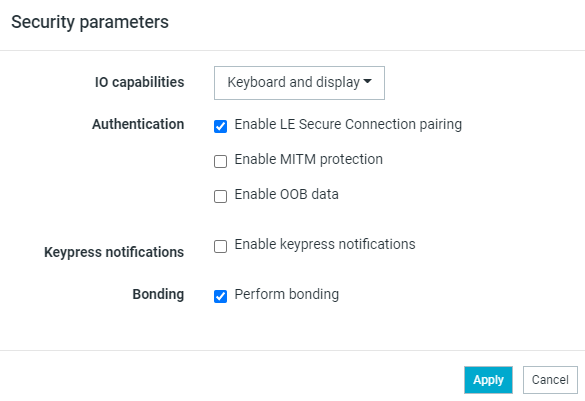 Security parameters
IO capabilities Keyboard and display
Authentication Enable LE Secure Connection pairing
Enable MITM protection
Enable OOB data
Keypress notifications Enable keypress notifications
Bonding Perform bonding
Apply Cancel